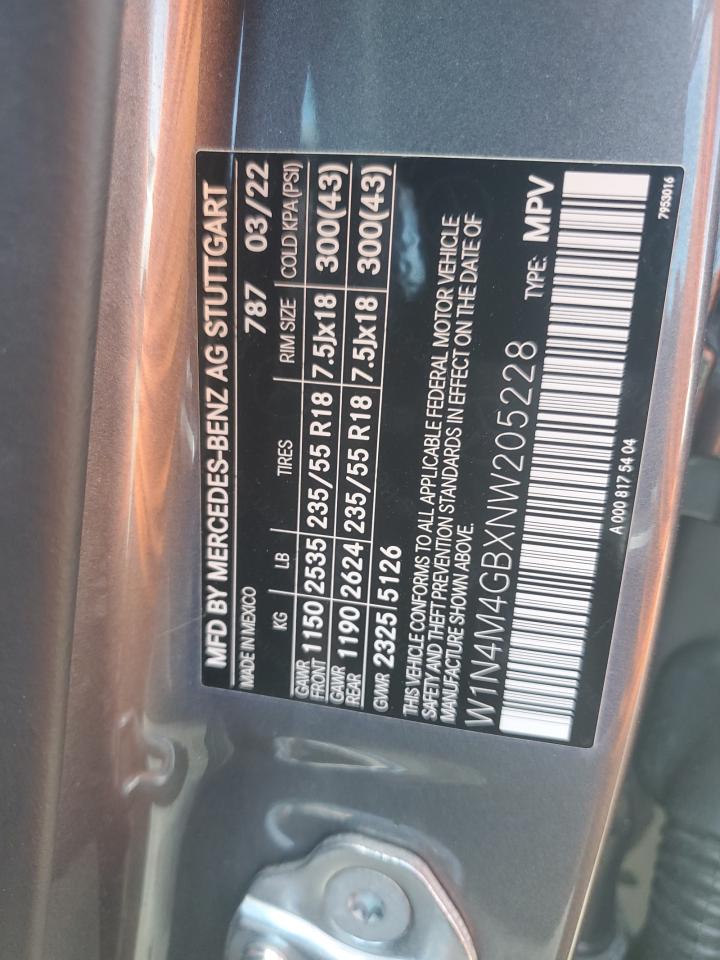 MFD BY MERCEDES-BENZ AG STUTTGART
MADE IN MEXICO 787 03/22
KG LB TIRES RIM SIZE COLD KPA(PSI)
GAWR FRONT 1150 2535 235/55 R18 7.5Jx18 300(43)
GAWR REAR 1190 2624 235/55 R18 7.5Jx18 300(43)
GVWR 2325 5126
THIS VEHICLE CONFORMS TO ALL APPLICABLE FEDERAL MOTOR VEHICLE
SAFETY AND THEFT PREVENTION STANDARDS IN EFFECT ON THE DATE OF
MANUFACTURE SHOWN ABOVE.
W1N4M4GBXNW205228 TYPE: MPV
A 000 817 54 04 7953016